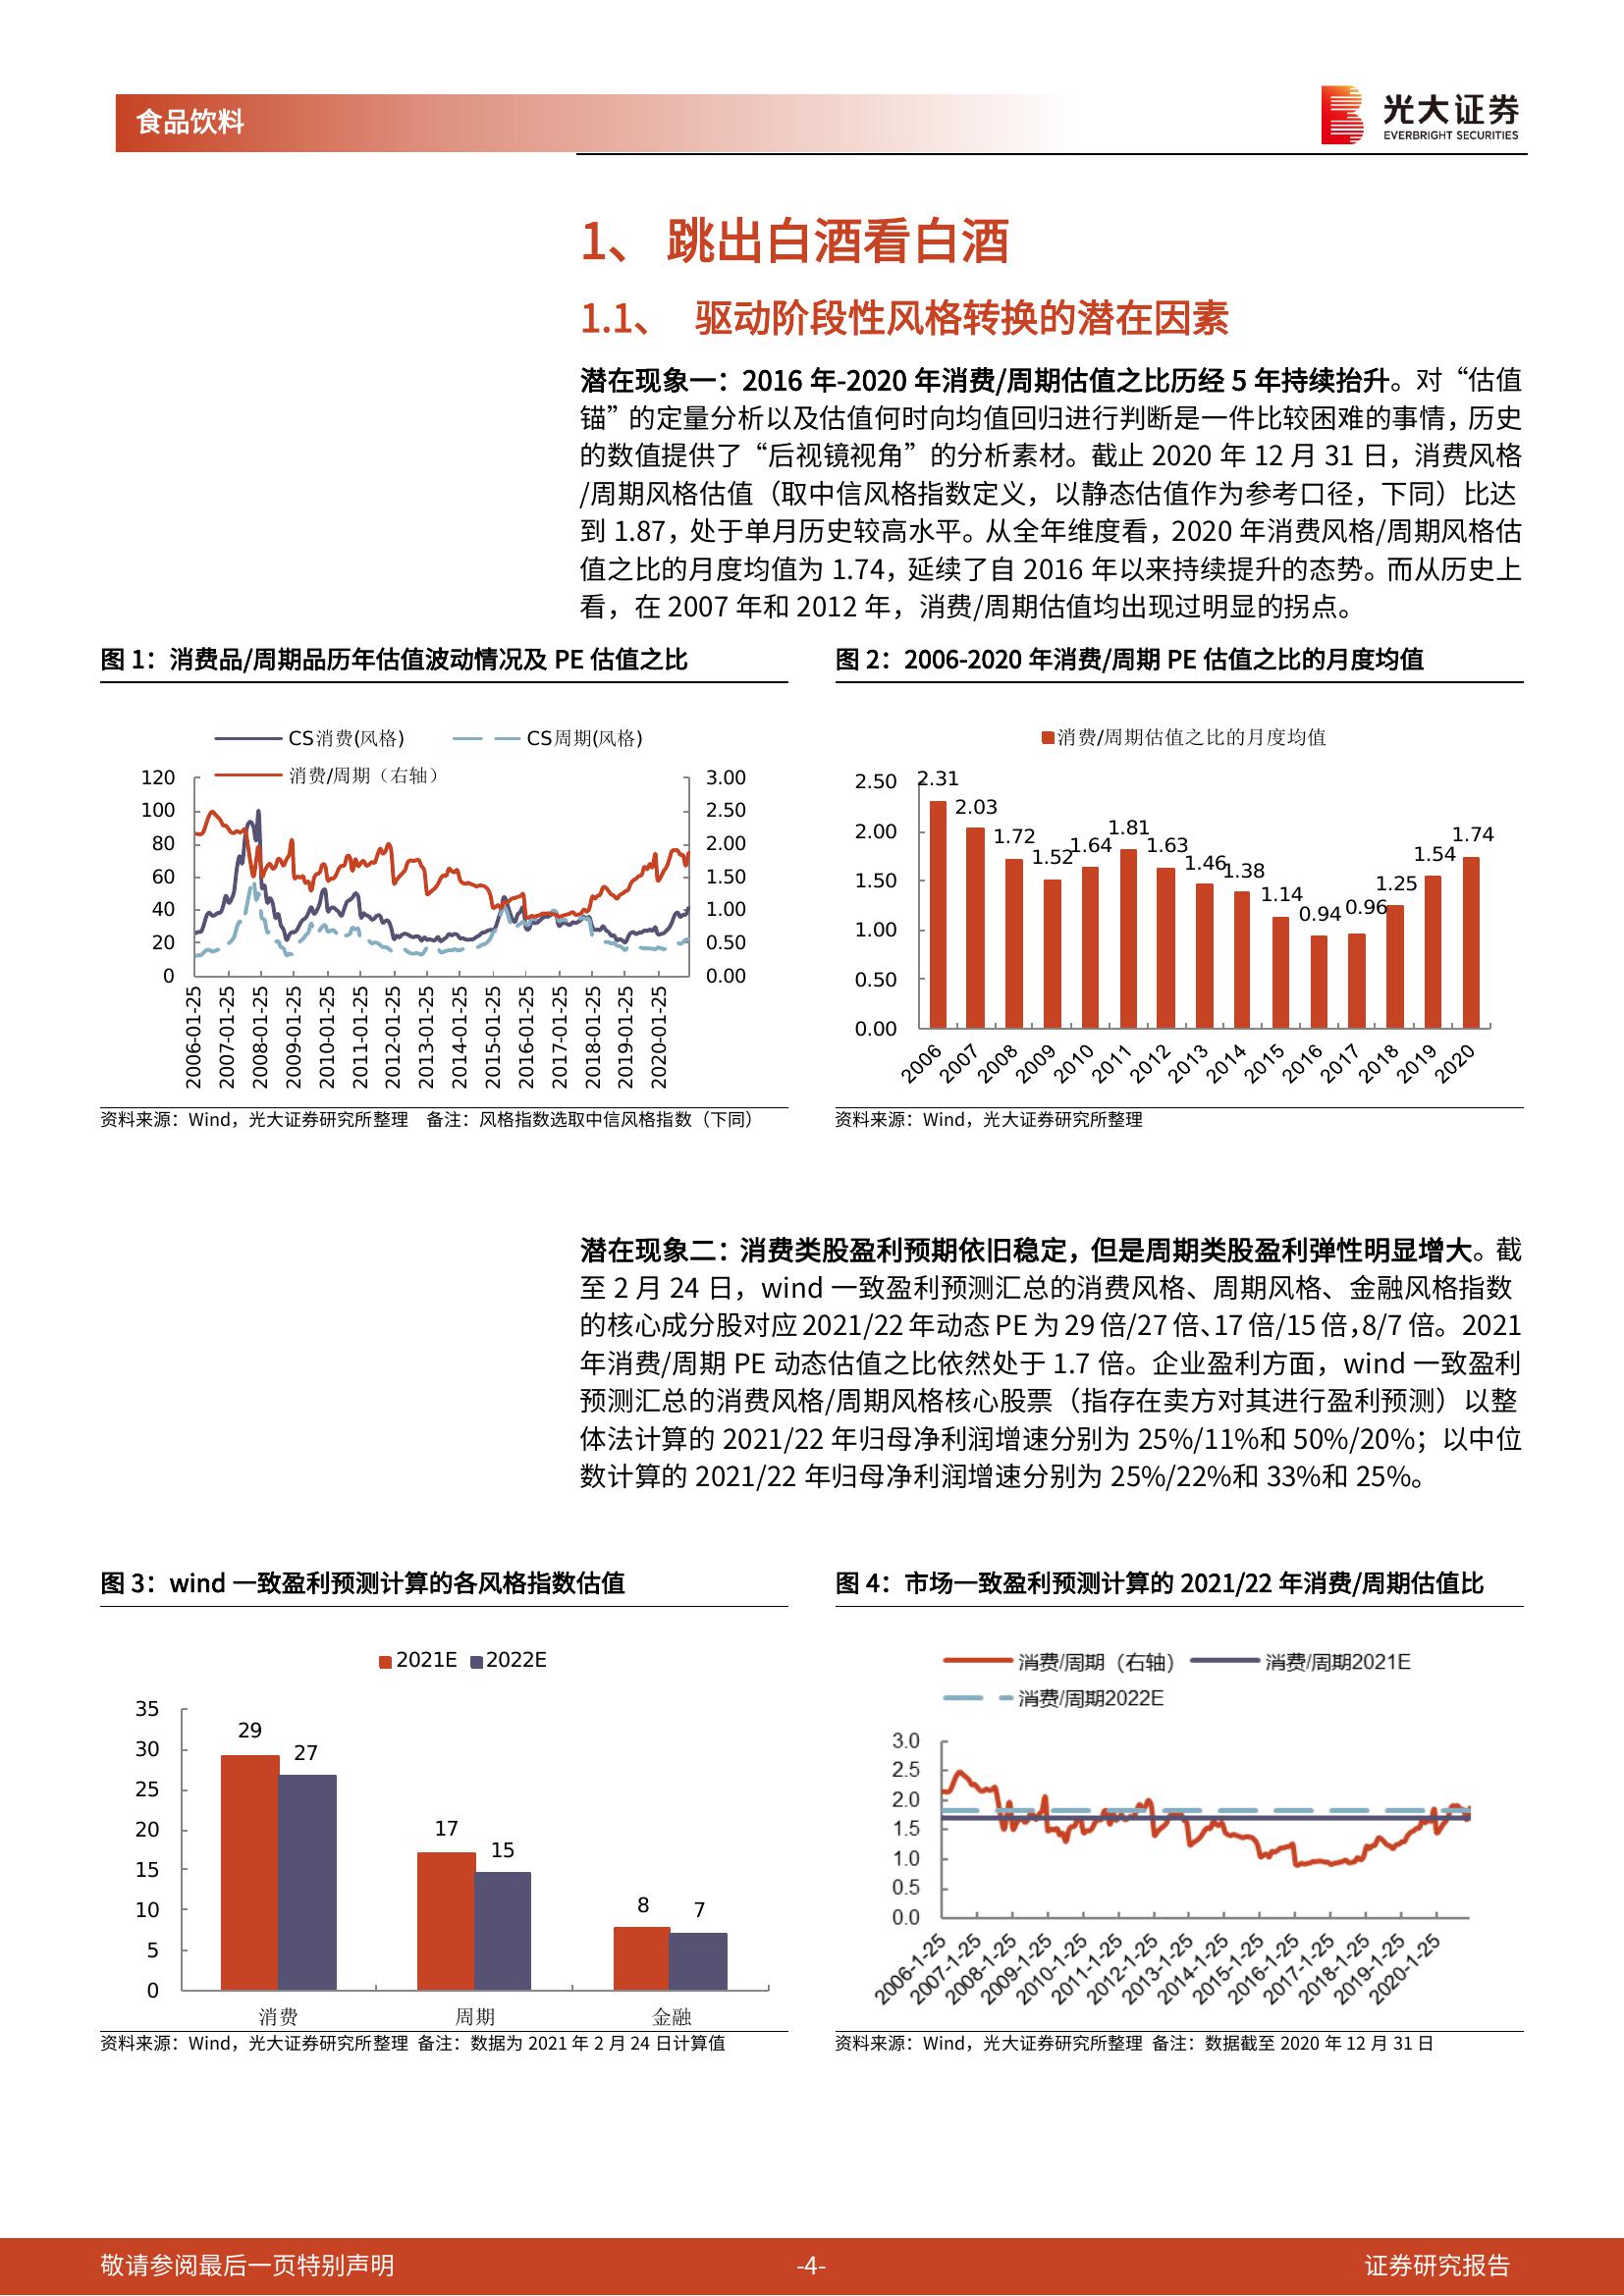 食品饮料
光大证券
EVERBRIGHT SECURITIES
1、 跳出白酒看白酒
1.1、 驱动阶段性风格转换的潜在因素
潜在现象一：2016 年-2020 年消费/周期估值之比历经 5 年持续抬升。对“估值
锚”的定量分析以及估值何时向均值回归进行判断是一件比较困难的事情，历史
的数值提供了“后视镜视角”的分析素材。截止 2020 年 12 月 31 日，消费风格
/周期风格估值（取中信风格指数定义，以静态估值作为参考口径，下同）比达
到 1.87，处于单月历史较高水平。从全年维度看，2020 年消费风格/周期风格估
值之比的月度均值为 1.74，延续了自 2016 年以来持续提升的态势。而从历史上
看，在 2007 年和 2012 年，消费/周期估值均出现过明显的拐点。
图 1：消费品/周期品历年估值波动情况及 PE 估值之比
CS消费(风格) CS周期(风格)
消费/周期（右轴）
120 3.00
100 2.50
80 2.00
60 1.50
40 1.00
20 0.50
0 0.00
2006-01-25 2007-01-25 2008-01-25 2009-01-25 2010-01-25 2011-01-25 2012-01-25 2013-01-25 2014-01-25 2015-01-25 2016-01-25 2017-01-25 2018-01-25 2019-01-25 2020-01-25
资料来源：Wind，光大证券研究所整理 备注：风格指数选取中信风格指数（下同）
图 2：2006-2020 年消费/周期 PE 估值之比的月度均值
消费/周期估值之比的月度均值
2.50
2.00
1.50
1.00
0.50
0.00
2.31 2.03 1.72 1.52 1.64 1.81 1.63 1.46 1.38 1.14 0.94 0.96 1.25 1.54 1.74
2006 2007 2008 2009 2010 2011 2012 2013 2014 2015 2016 2017 2018 2019 2020
资料来源：Wind，光大证券研究所整理
潜在现象二：消费类股盈利预期依旧稳定，但是周期类股盈利弹性明显增大。截
至 2 月 24 日，wind 一致盈利预测汇总的消费风格、周期风格、金融风格指数
的核心成分股对应 2021/22 年动态 PE 为 29 倍/27 倍、17 倍/15 倍，8/7 倍。2021
年消费/周期 PE 动态估值之比依然处于 1.7 倍。企业盈利方面，wind 一致盈利
预测汇总的消费风格/周期风格核心股票（指存在卖方对其进行盈利预测）以整
体法计算的 2021/22 年归母净利润增速分别为 25%/11%和 50%/20%；以中位
数计算的 2021/22 年归母净利润增速分别为 25%/22%和 33%和 25%。
图 3：wind 一致盈利预测计算的各风格指数估值
2021E 2022E
35
30
25
20
15
10
5
0
29 27
17 15
8 7
消费 周期 金融
资料来源：Wind，光大证券研究所整理 备注：数据为 2021 年 2 月 24 日计算值
图 4：市场一致盈利预测计算的 2021/22 年消费/周期估值比
消费/周期（右轴） 消费/周期2021E
消费/周期2022E
3.0
2.5
2.0
1.5
1.0
0.5
0.0
2006-1-25 2007-1-25 2008-1-25 2009-1-25 2010-1-25 2011-1-25 2012-1-25 2013-1-25 2014-1-25 2015-1-25 2016-1-25 2017-1-25 2018-1-25 2019-1-25 2020-1-25
资料来源：Wind，光大证券研究所整理 备注：数据截至 2020 年 12 月 31 日
敬请参阅最后一页特别声明 -4- 证券研究报告